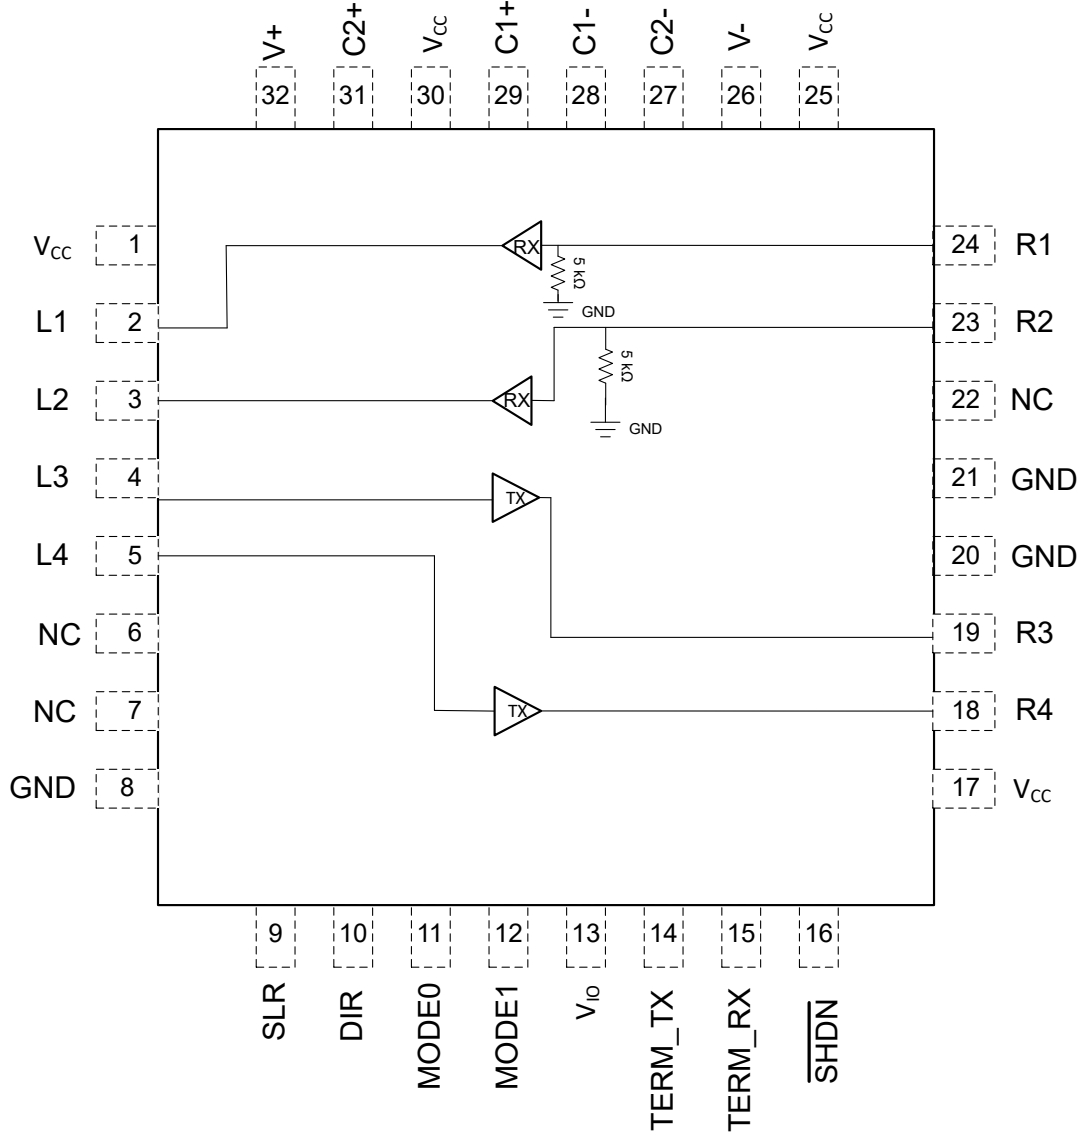 V+
C2+
VCC
C1+
C1-
C2-
V-
VCC
32
31
30
29
28
27
26
25
VCC
1
RX
5 kΩ
GND
24
R1
L1
2
23
R2
L2
3
RX
5 kΩ
GND
22
NC
L3
4
TX
21
GND
L4
5
20
GND
NC
6
19
R3
NC
7
TX
18
R4
GND
8
17
VCC
9
10
11
12
13
14
15
16
SLR
DIR
MODE0
MODE1
VIO
TERM_TX
TERM_RX
SHDN